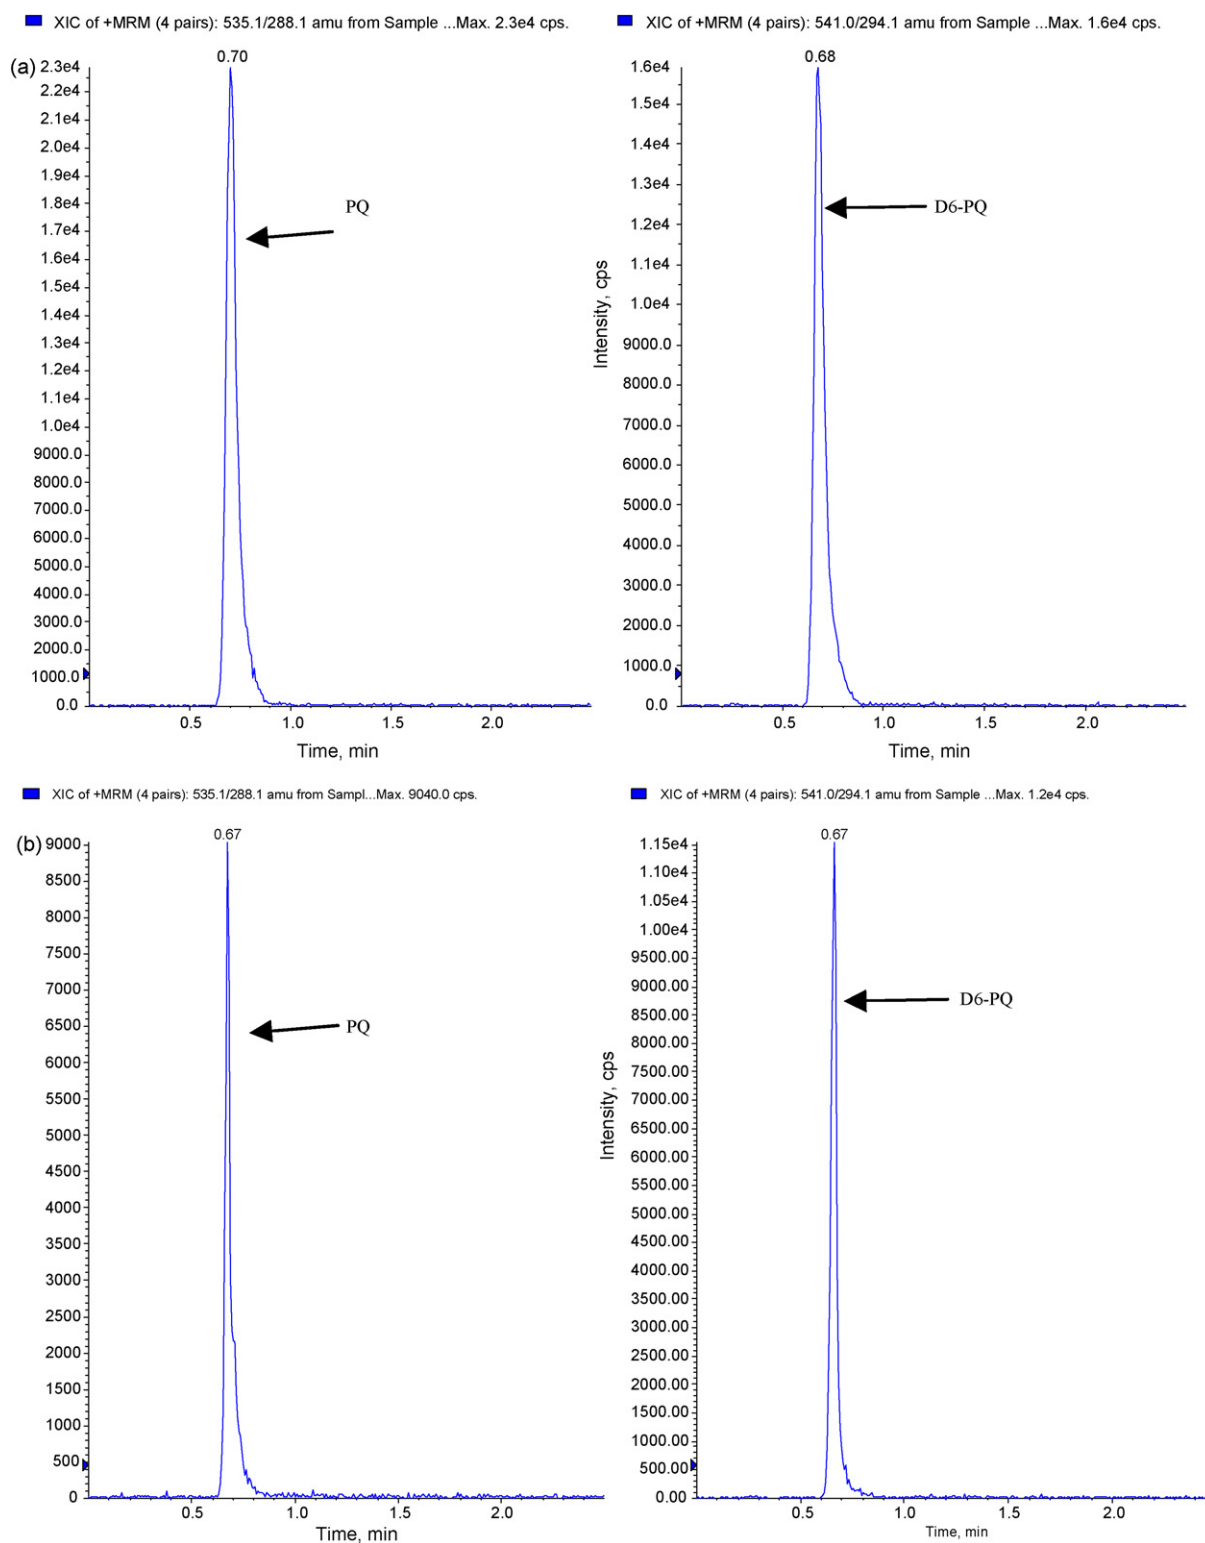 XIC of +MRM (4 pairs): 535.1/288.1 amu from Sample ...Max. 2.3e4 cps.
(a)
0.70
2.3e4
2.2e4
2.1e4
2.0e4
1.9e4
1.8e4
1.7e4
1.6e4
1.5e4
1.4e4
1.3e4
1.2e4
1.1e4
1.0e4
9000.0
8000.0
7000.0
6000.0
5000.0
4000.0
3000.0
2000.0
1000.0
0.0
PQ
0.5 1.0 1.5 2.0
Time, min
XIC of +MRM (4 pairs): 541.0/294.1 amu from Sample ...Max. 1.6e4 cps.
0.68
1.6e4
1.5e4
1.4e4
1.3e4
1.2e4
1.1e4
1.0e4
9000.0
8000.0
7000.0
6000.0
5000.0
4000.0
3000.0
2000.0
1000.0
0.0
Intensity, cps
D6-PQ
0.5 1.0 1.5 2.0
Time, min
XIC of +MRM (4 pairs): 535.1/288.1 amu from Sampl...Max. 9040.0 cps.
(b)
0.67
9000
8500
8000
7500
7000
6500
6000
5500
5000
4500
4000
3500
3000
2500
2000
1500
1000
500
0
PQ
0.5 1.0 1.5 2.0
Time, min
XIC of +MRM (4 pairs): 541.0/294.1 amu from Sample ...Max. 1.2e4 cps.
0.67
1.15e4
1.10e4
1.05e4
1.00e4
9500.00
9000.00
8500.00
8000.00
7500.00
7000.00
6500.00
6000.00
5500.00
5000.00
4500.00
4000.00
3500.00
3000.00
2500.00
2000.00
1500.00
1000.00
500.00
0.00
Intensity, cps
D6-PQ
0.5 1.0 1.5 2.0
Time, min